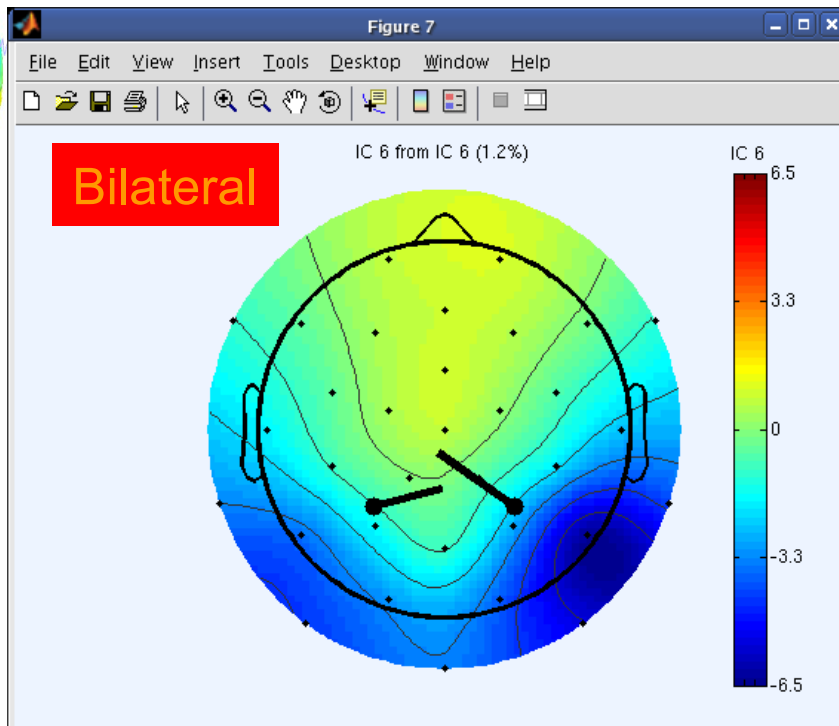 Figure 7
File Edit View Insert Tools Desktop Window Help
Bilateral
IC 6 from IC 6 (1.2%)
IC 6
6.5
3.3
0
-3.3
-6.5